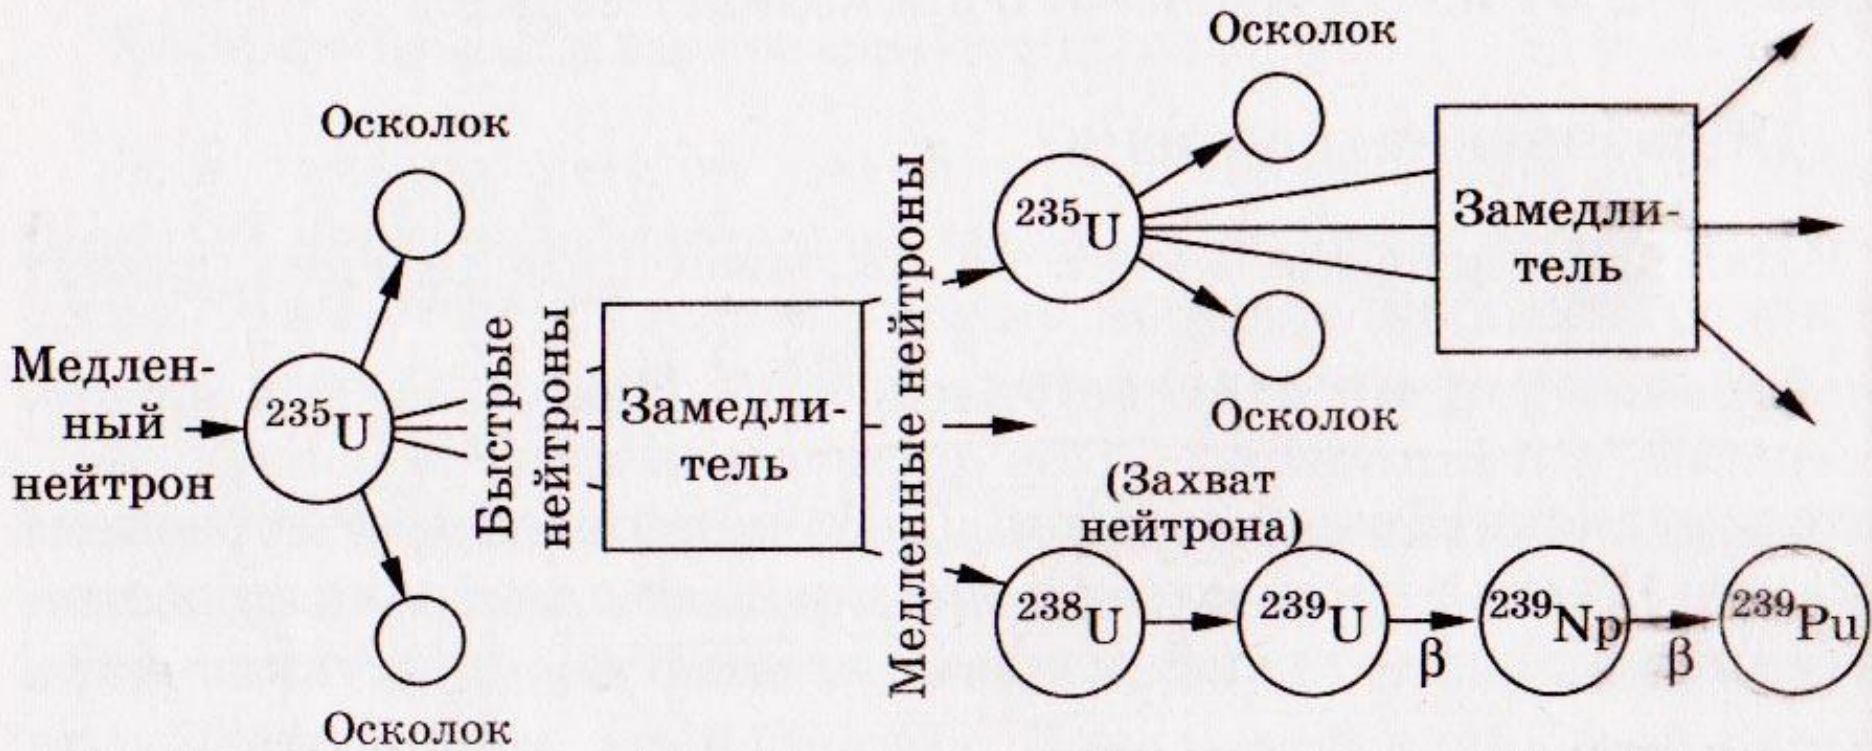 Осколок
Медлен-
ный
нейтрон
²³⁵U
Осколок
Быстрые
нейтроны
Замедли-
тель
Медленные нейтроны
Осколок
²³⁵U
Осколок
Замедли-
тель
(Захват
нейтрона)
²³⁸U
²³⁹U
β
²³⁹Np
β
²³⁹Pu